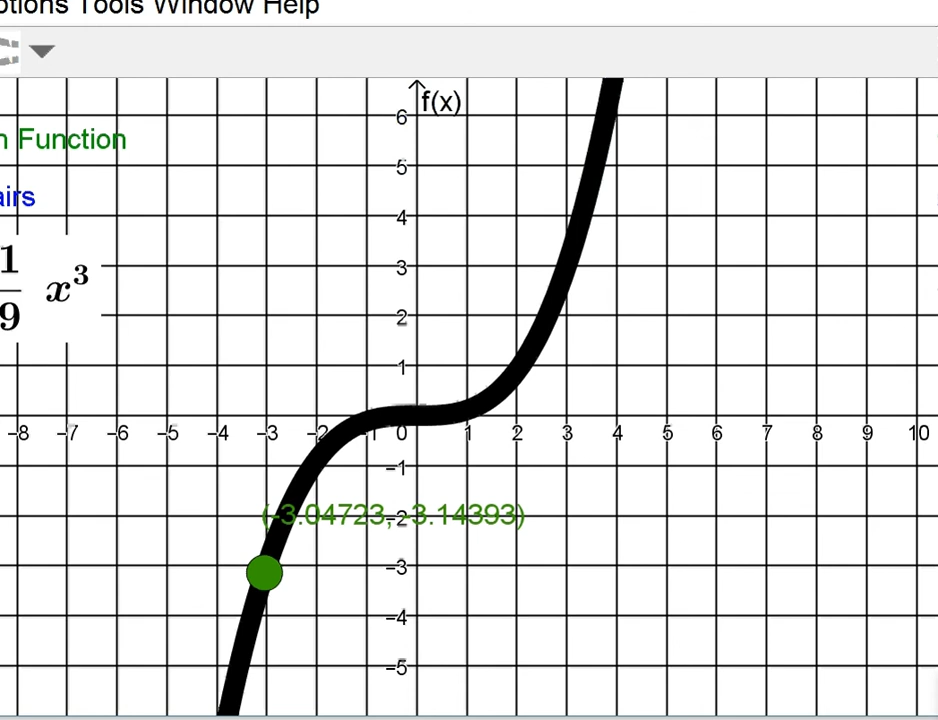 Tools Window Help
f(x)
Function
1
9
x³
6
5
4
3
2
1
-8 -7 -6 -5 -4 -3 -2 -1 0 1 2 3 4 5 6 7 8 9 10
-1
(-3.04723, -3.14393)
-2
-3
-4
-5